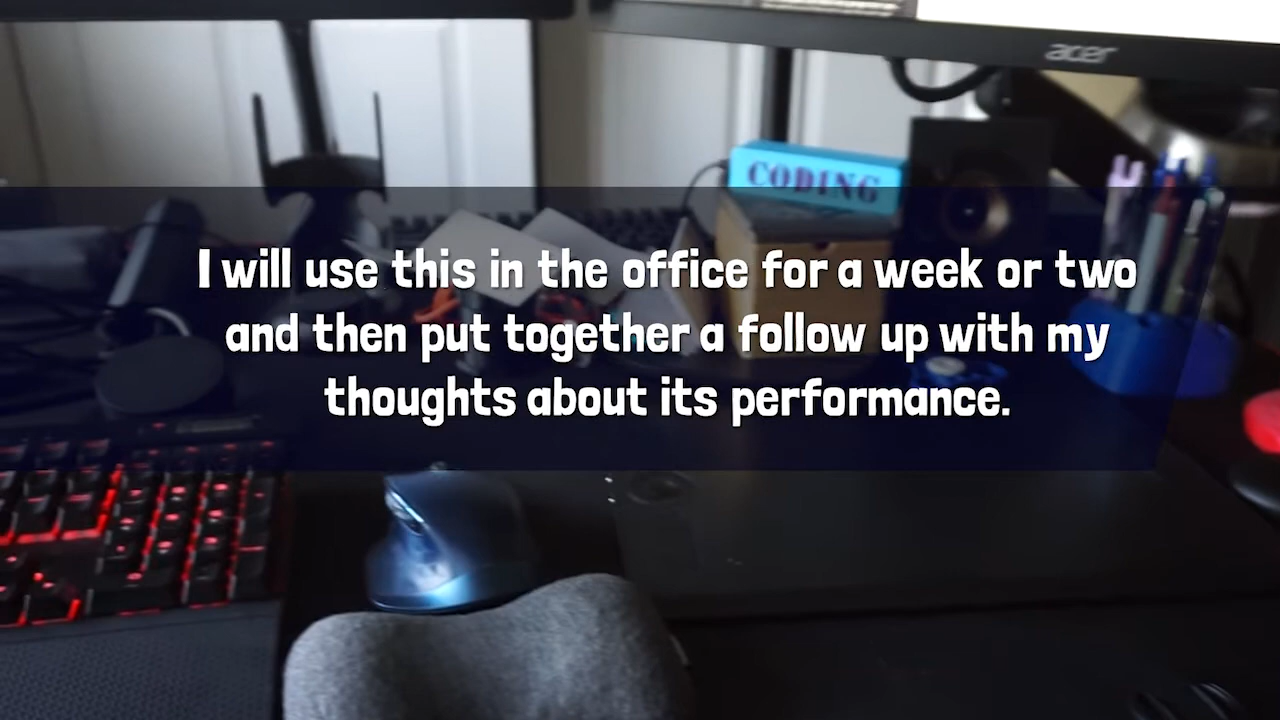 acer
CODING
I will use this in the office for a week or two
and then put together a follow up with my
thoughts about its performance.